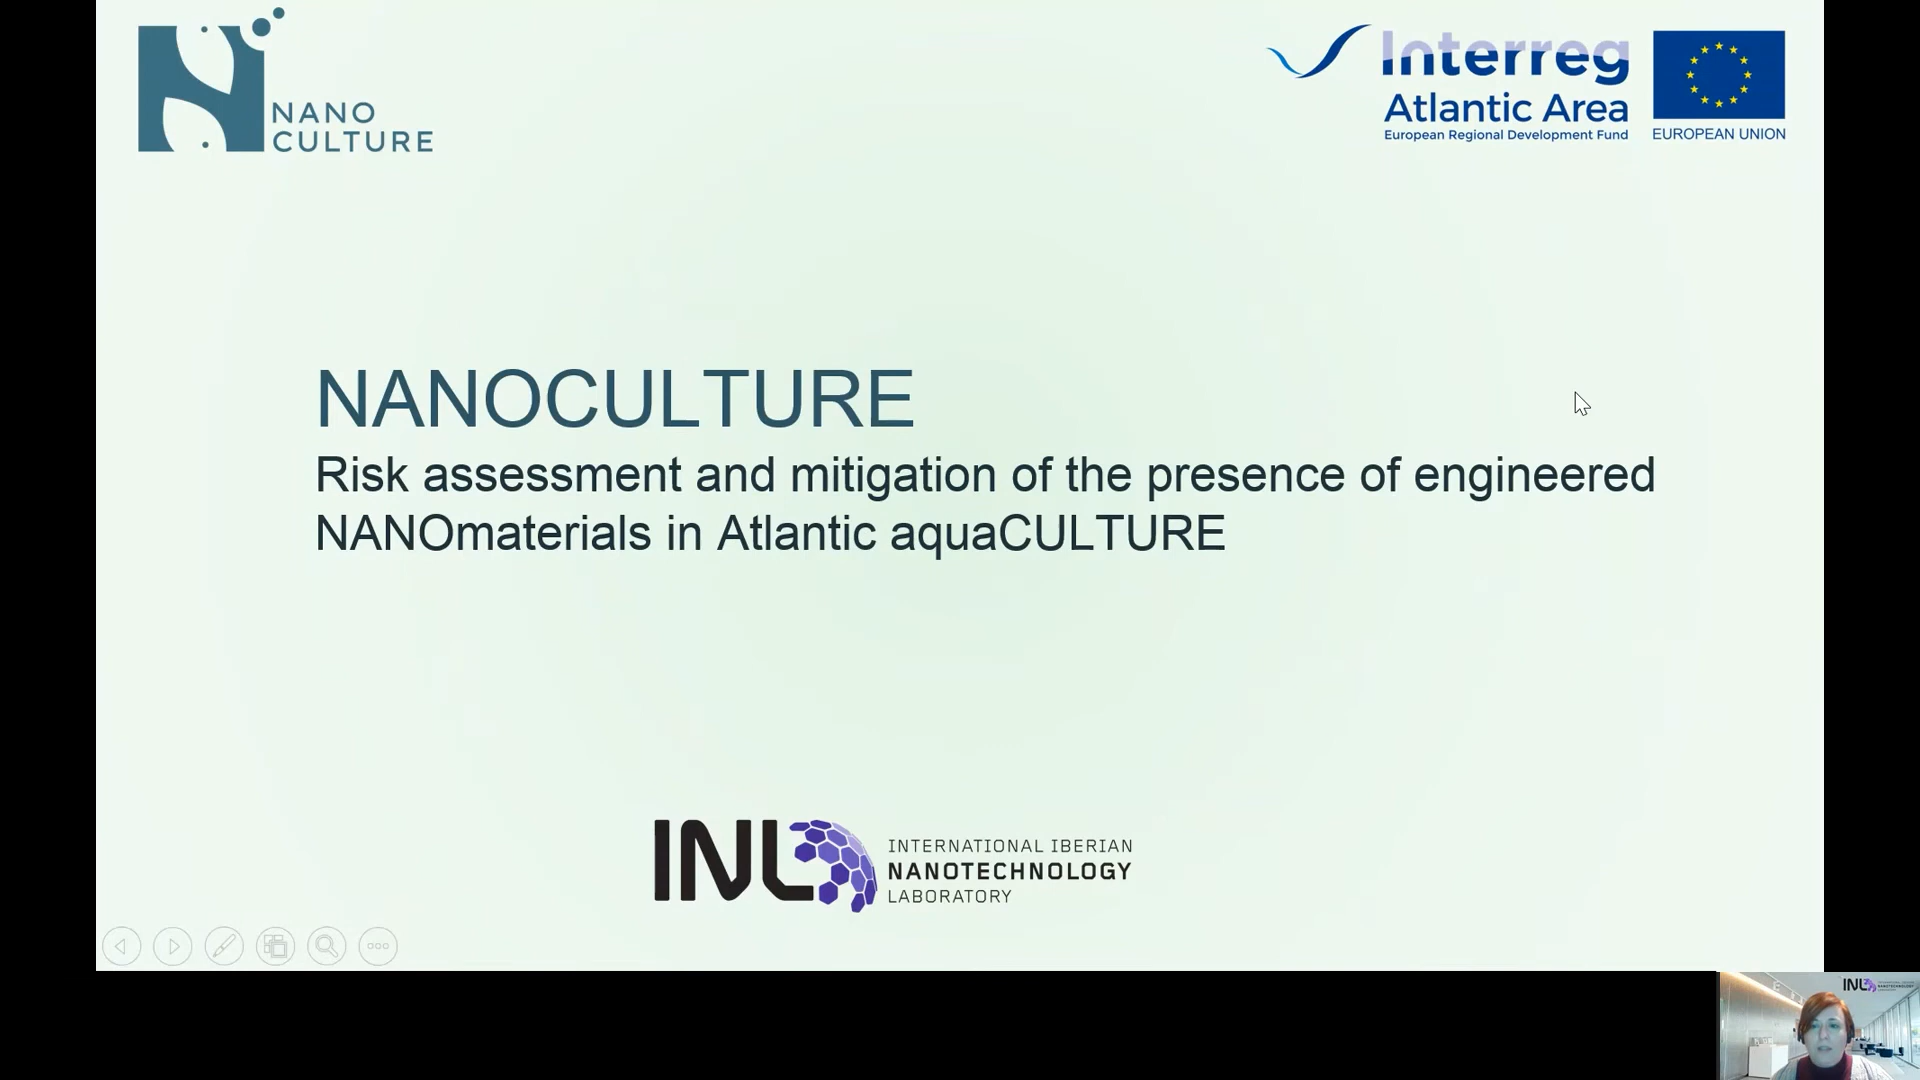 NANO
CULTURE
Interreg
Atlantic Area
European Regional Development Fund
EUROPEAN UNION
NANOCULTURE
Risk assessment and mitigation of the presence of engineered
NANOmaterials in Atlantic aquaCULTURE
INL
INTERNATIONAL IBERIAN
NANOTECHNOLOGY
LABORATORY
INL